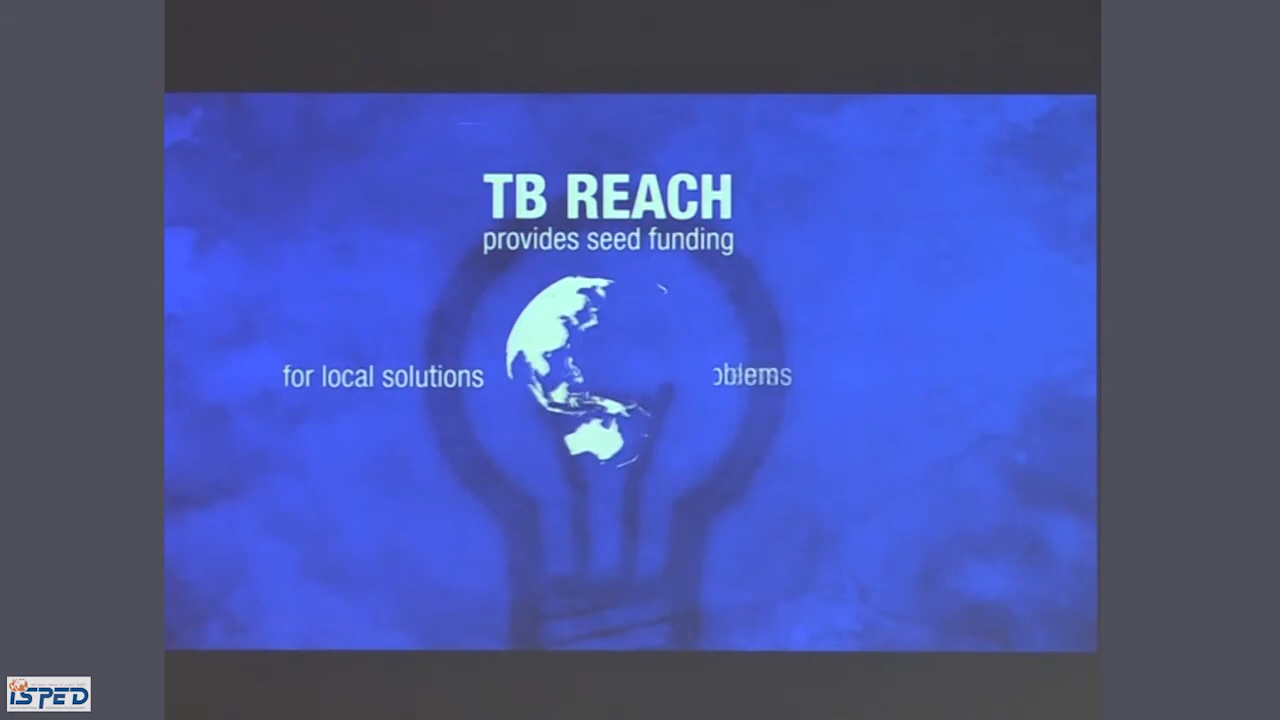 TB REACH
provides seed funding
for local solutions
ISPED